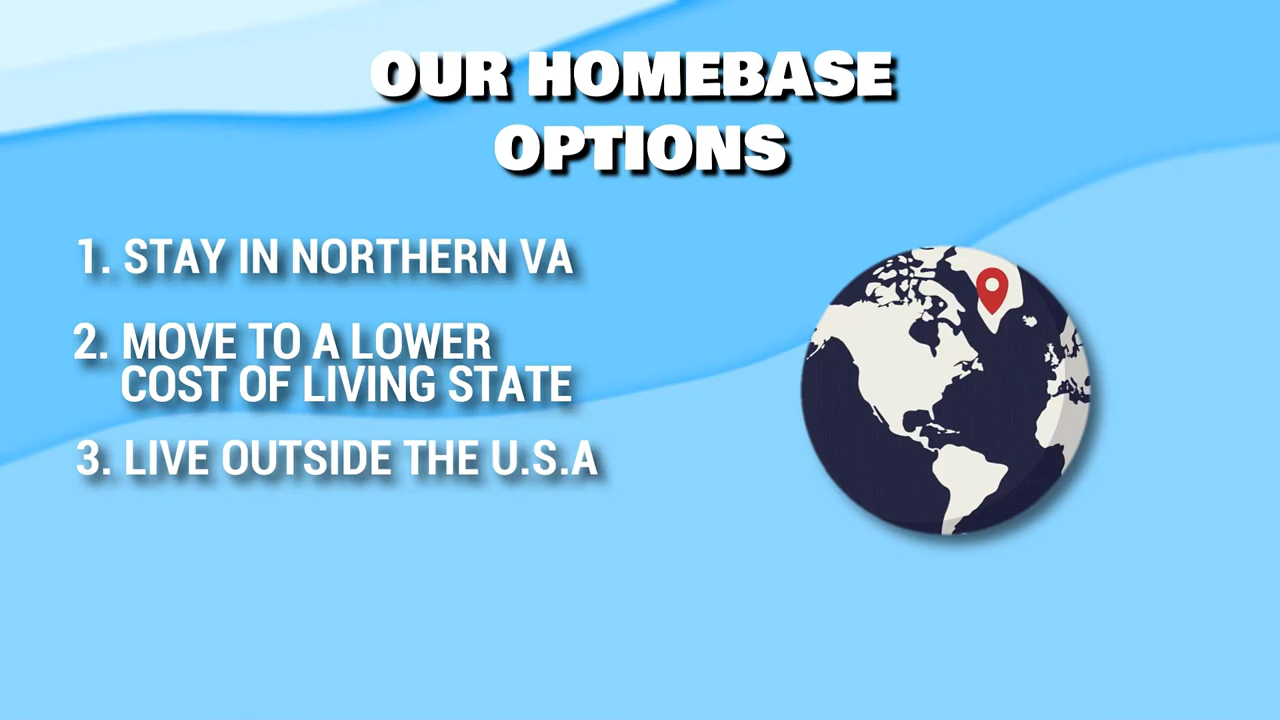 OUR HOMEBASE
OPTIONS
1. STAY IN NORTHERN VA
2. MOVE TO A LOWER
COST OF LIVING STATE
3. LIVE OUTSIDE THE U.S.A